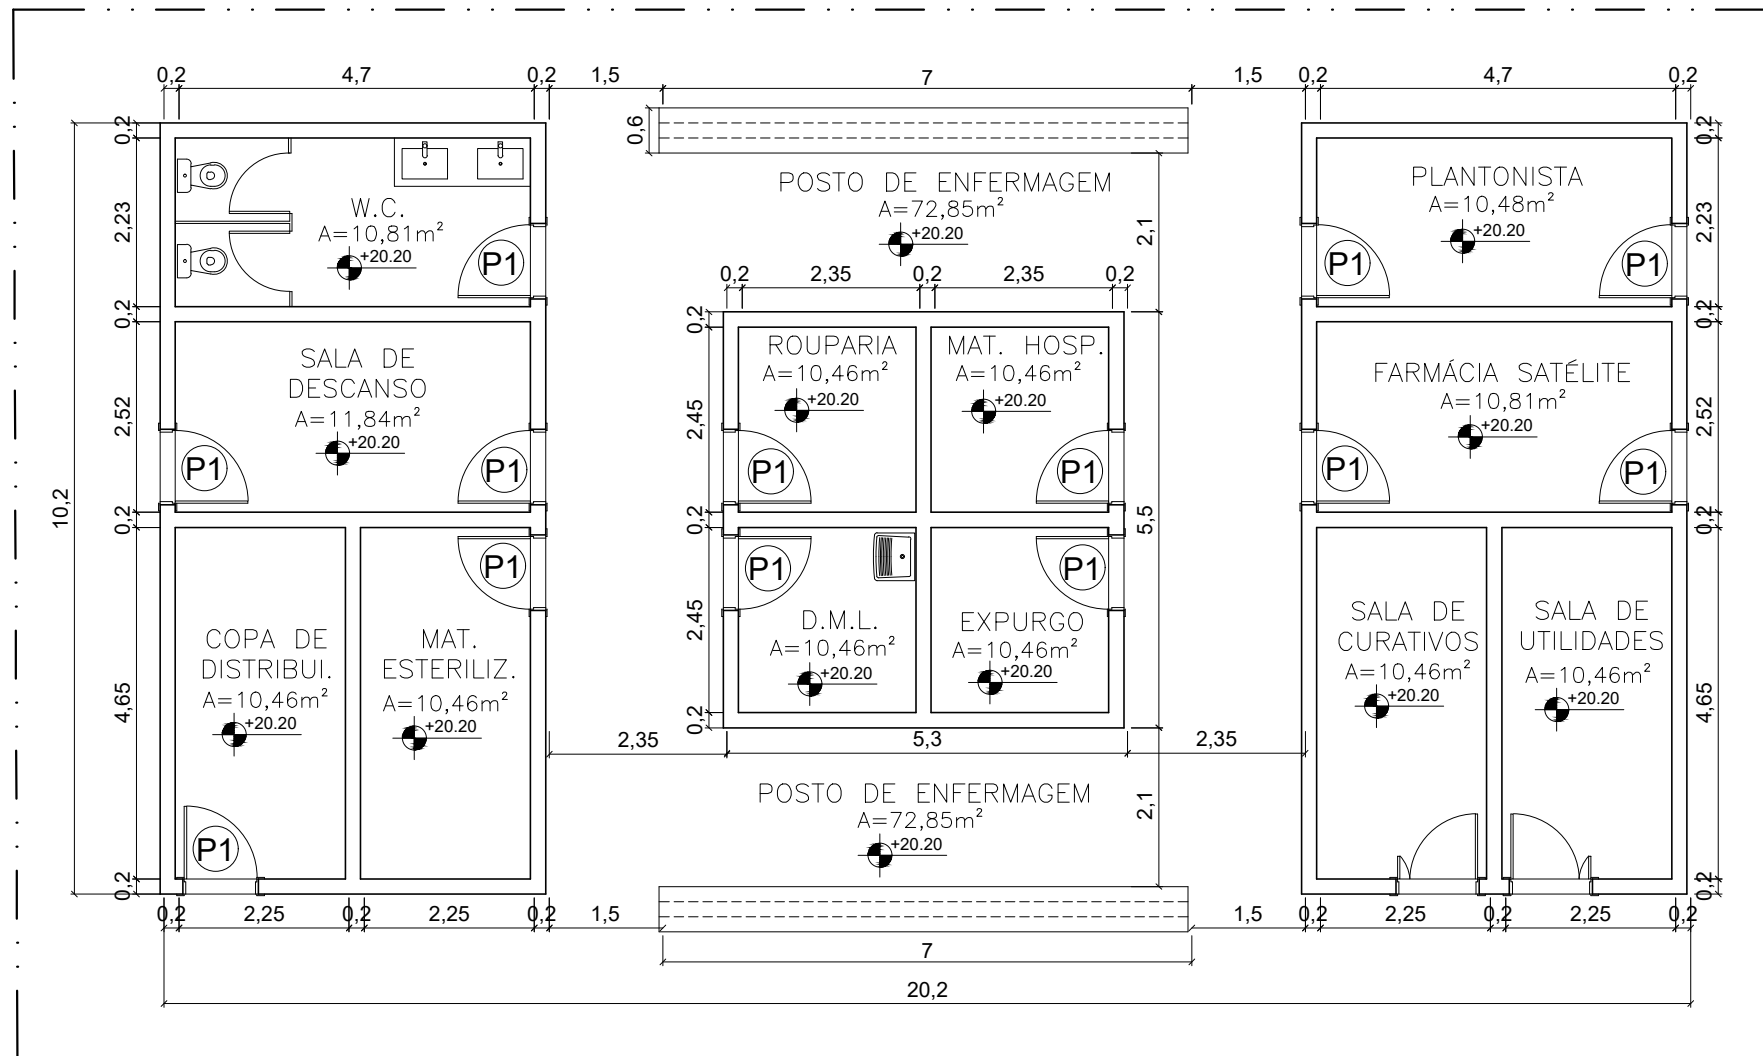 0,2 4,7 0,2 1,5 7 1,5 0,2 4,7 0,2
0,2
0,6
0,2
W.C.
A=10,81m²
+20.20
P1
2,23
POSTO DE ENFERMAGEM
A=72,85m²
+20.20
2,1
PLANTONISTA
A=10,48m²
+20.20
P1
P1
2,23
0,2 2,35 0,2 2,35 0,2
0,2
0,2
0,2
SALA DE
DESCANSO
A=11,84m²
+20.20
P1
P1
2,52
ROUPARIA
A=10,46m²
+20.20
P1
2,45
MAT. HOSP.
A=10,46m²
+20.20
P1
FARMÁCIA SATÉLITE
A=10,81m²
+20.20
P1
P1
2,52
10,2
0,2
0,2
5,5
0,2
COPA DE
DISTRIBUI.
A=10,46m²
+20.20
P1
4,65
MAT.
ESTERILIZ.
A=10,46m²
+20.20
P1
D.M.L.
A=10,46m²
+20.20
P1
2,45
EXPURGO
A=10,46m²
+20.20
P1
SALA DE
CURATIVOS
A=10,46m²
+20.20
SALA DE
UTILIDADES
A=10,46m²
+20.20
4,65
0,2
2,35 5,3 2,35
POSTO DE ENFERMAGEM
A=72,85m²
+20.20
2,1
0,2
0,2
0,2 2,25 0,2 2,25 0,2 1,5 1,5 0,2 2,25 0,2 2,25 0,2
7
20,2